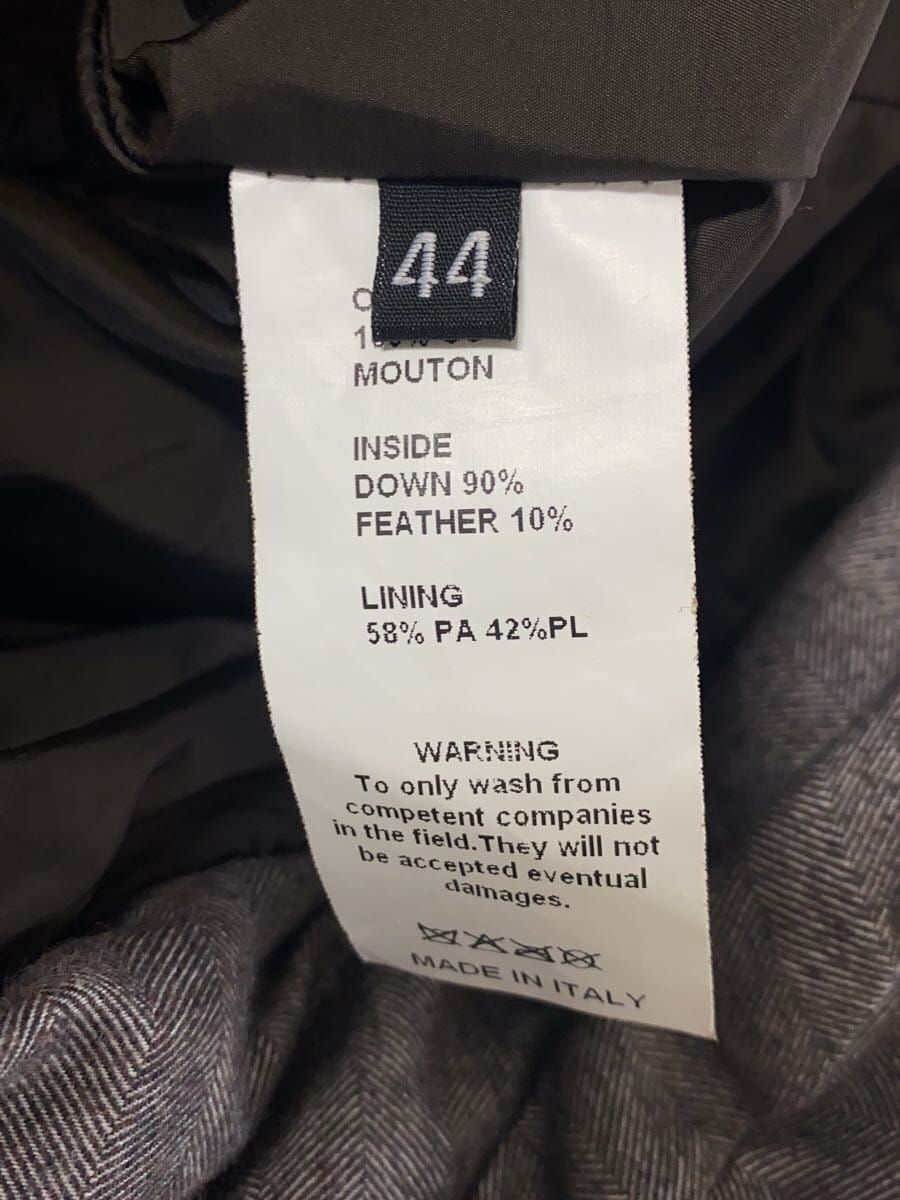 44
MOUTON
INSIDE
DOWN 90%
FEATHER 10%
LINING
58% PA 42%PL
WARNING
To only wash from
competent companies
in the field.They will not
be accepted eventual
damages.
MADE IN ITALY